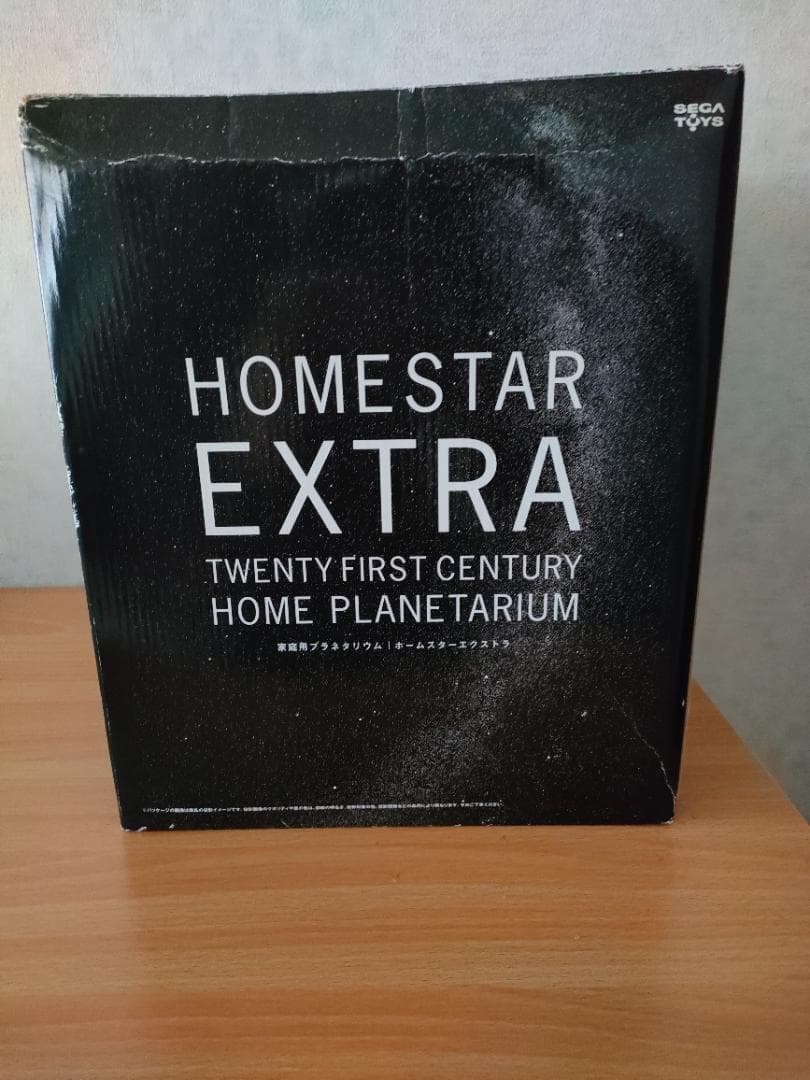 SEGA
TOYS
HOMESTAR
EXTRA
TWENTY FIRST CENTURY
HOME PLANETARIUM
家庭用プラネタリウム｜ホームスターエクストラ